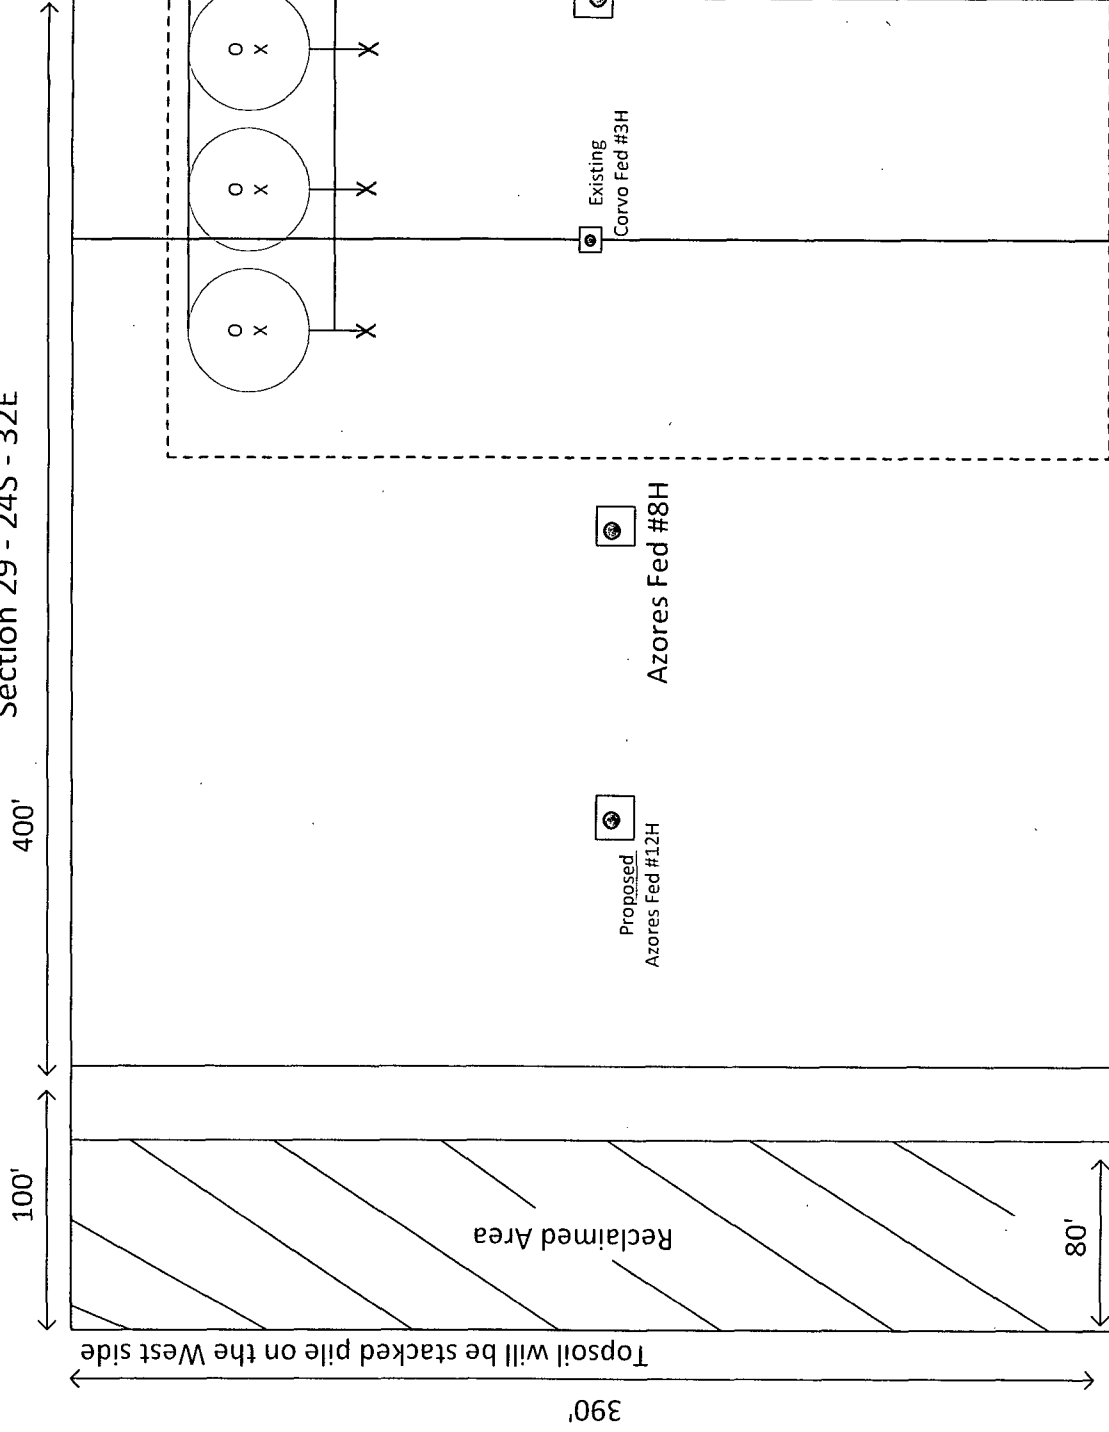 Section 29 - 24S - 32E
400'
100'
O
X
X
O
X
X
O
X
X
Existing
Corvo Fed #3H
Azores Fed #8H
Proposed
Azores Fed #12H
Reclaimed Area
80'
Topsoil will be stacked pile on the West side
390'